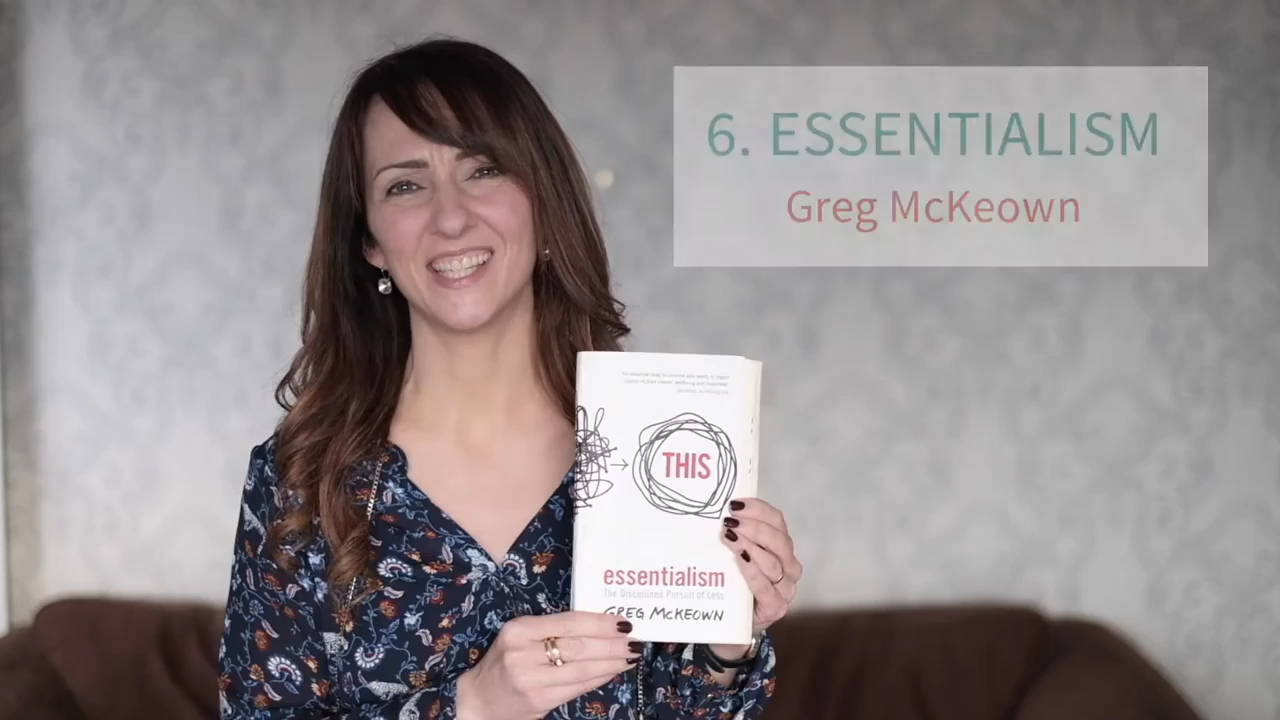 6. ESSENTIALISM
Greg McKeown
THIS
essentialism
The Disciplined Pursuit of Less
GREG McKEOWN